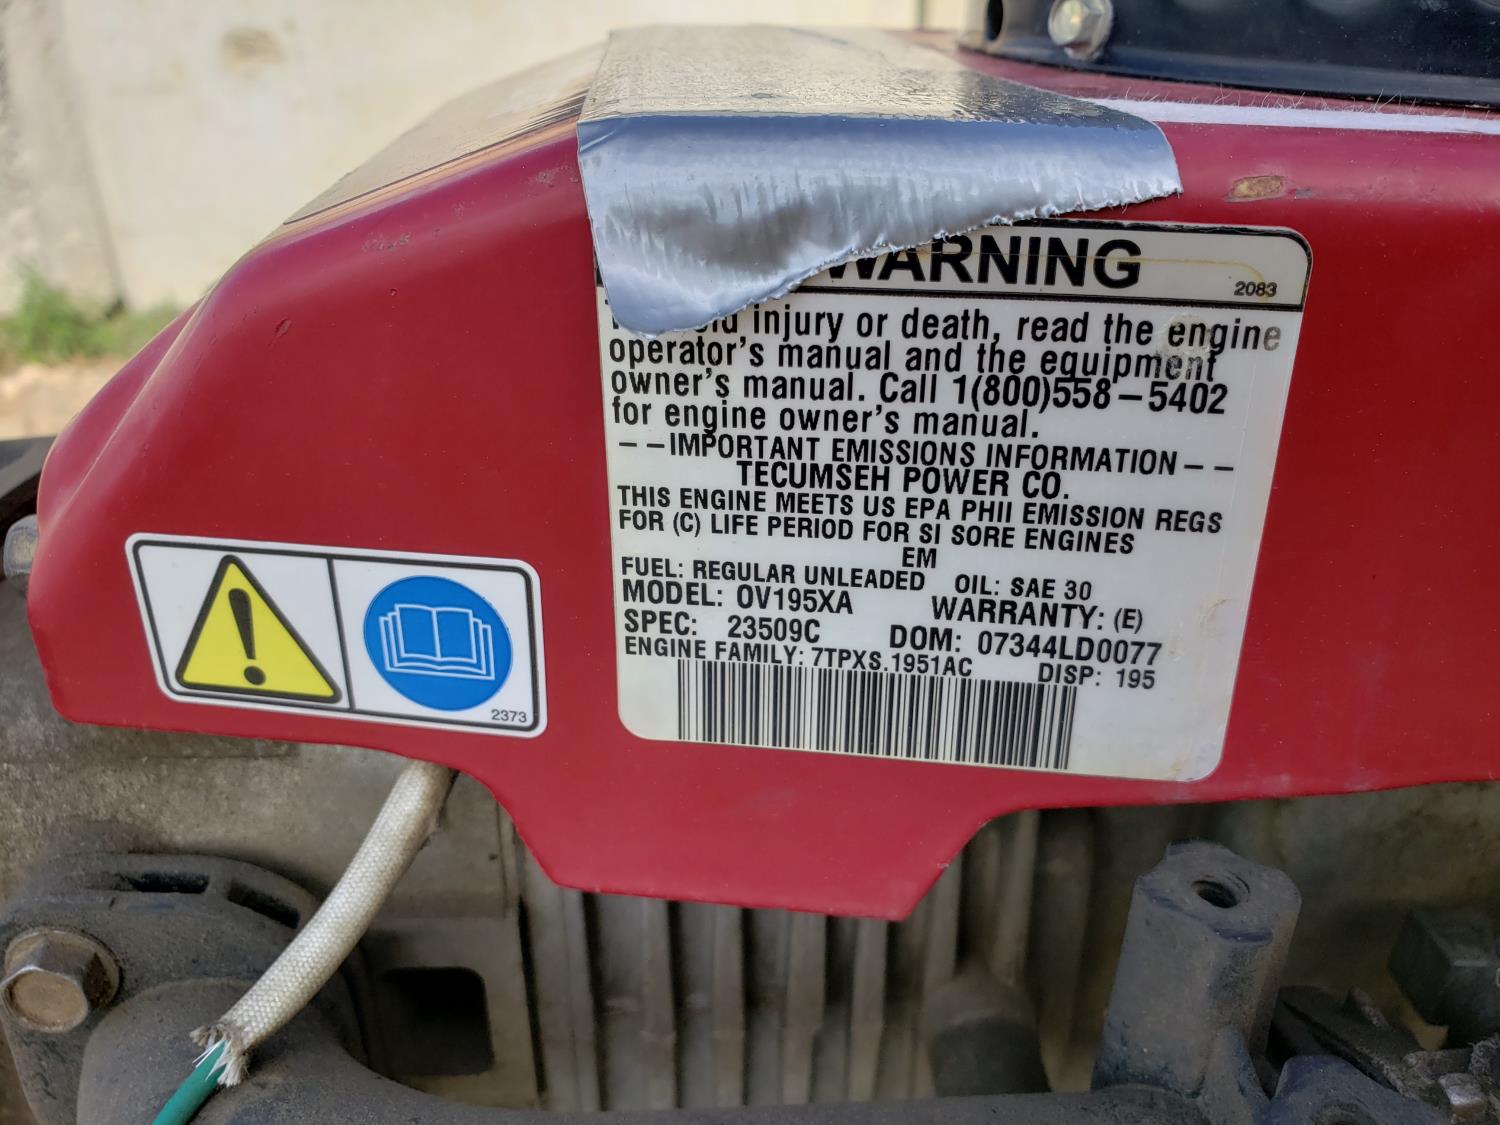 WARNING
2083
injury or death, read the engine
operator's manual and the equipment
owner's manual. Call 1(800)558-5402
for engine owner's manual.
--IMPORTANT EMISSIONS INFORMATION--
TECUMSEH POWER CO.
THIS ENGINE MEETS US EPA PHII EMISSION REGS
FOR (C) LIFE PERIOD FOR SI SORE ENGINES
EM
FUEL: REGULAR UNLEADED OIL: SAE 30
MODEL: OV195XA WARRANTY: (E)
SPEC: 23509C DOM: 07344LD0077
ENGINE FAMILY: 7TPXS.1951AC DISP: 195
2373